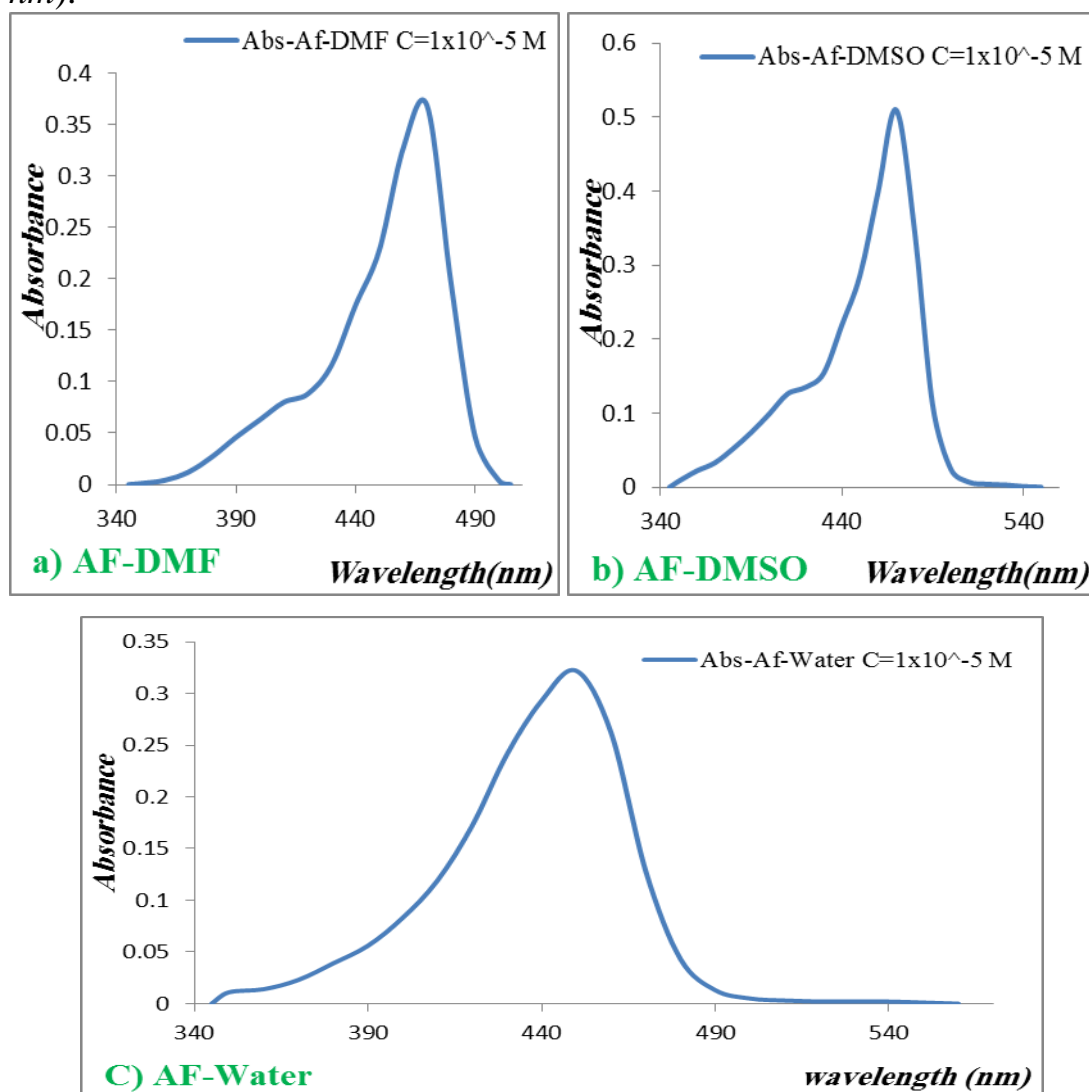 nm).
Abs-Af-DMF C=1x10^-5 M
0.4
0.35
0.3
0.25
0.2
0.15
0.1
0.05
0
Absorbance
340 390 440 490
a) AF-DMF Wavelength(nm)
Abs-Af-DMSO C=1x10^-5 M
0.6
0.5
0.4
0.3
0.2
0.1
0
Absorbance
340 440 540
b) AF-DMSO Wavelength(nm)
Abs-Af-Water C=1x10^-5 M
0.35
0.3
0.25
0.2
0.15
0.1
0.05
0
Absorbance
340 390 440 490 540
C) AF-Water wavelength (nm)